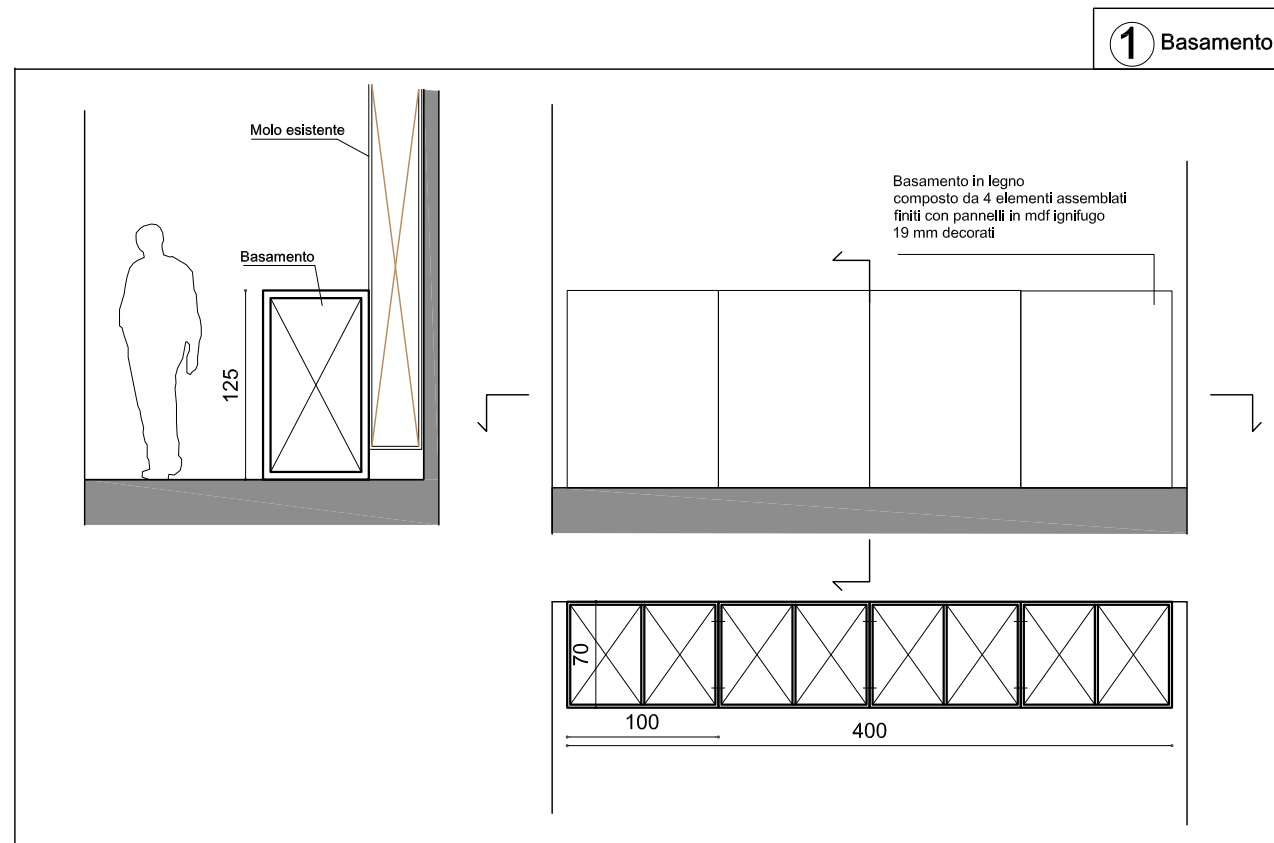 1 Basamento
Molo esistente
Basamento
125
Basamento in legno
composto da 4 elementi assemblati
finiti con pannelli in mdf ignifugo
19 mm decorati
70
100
400